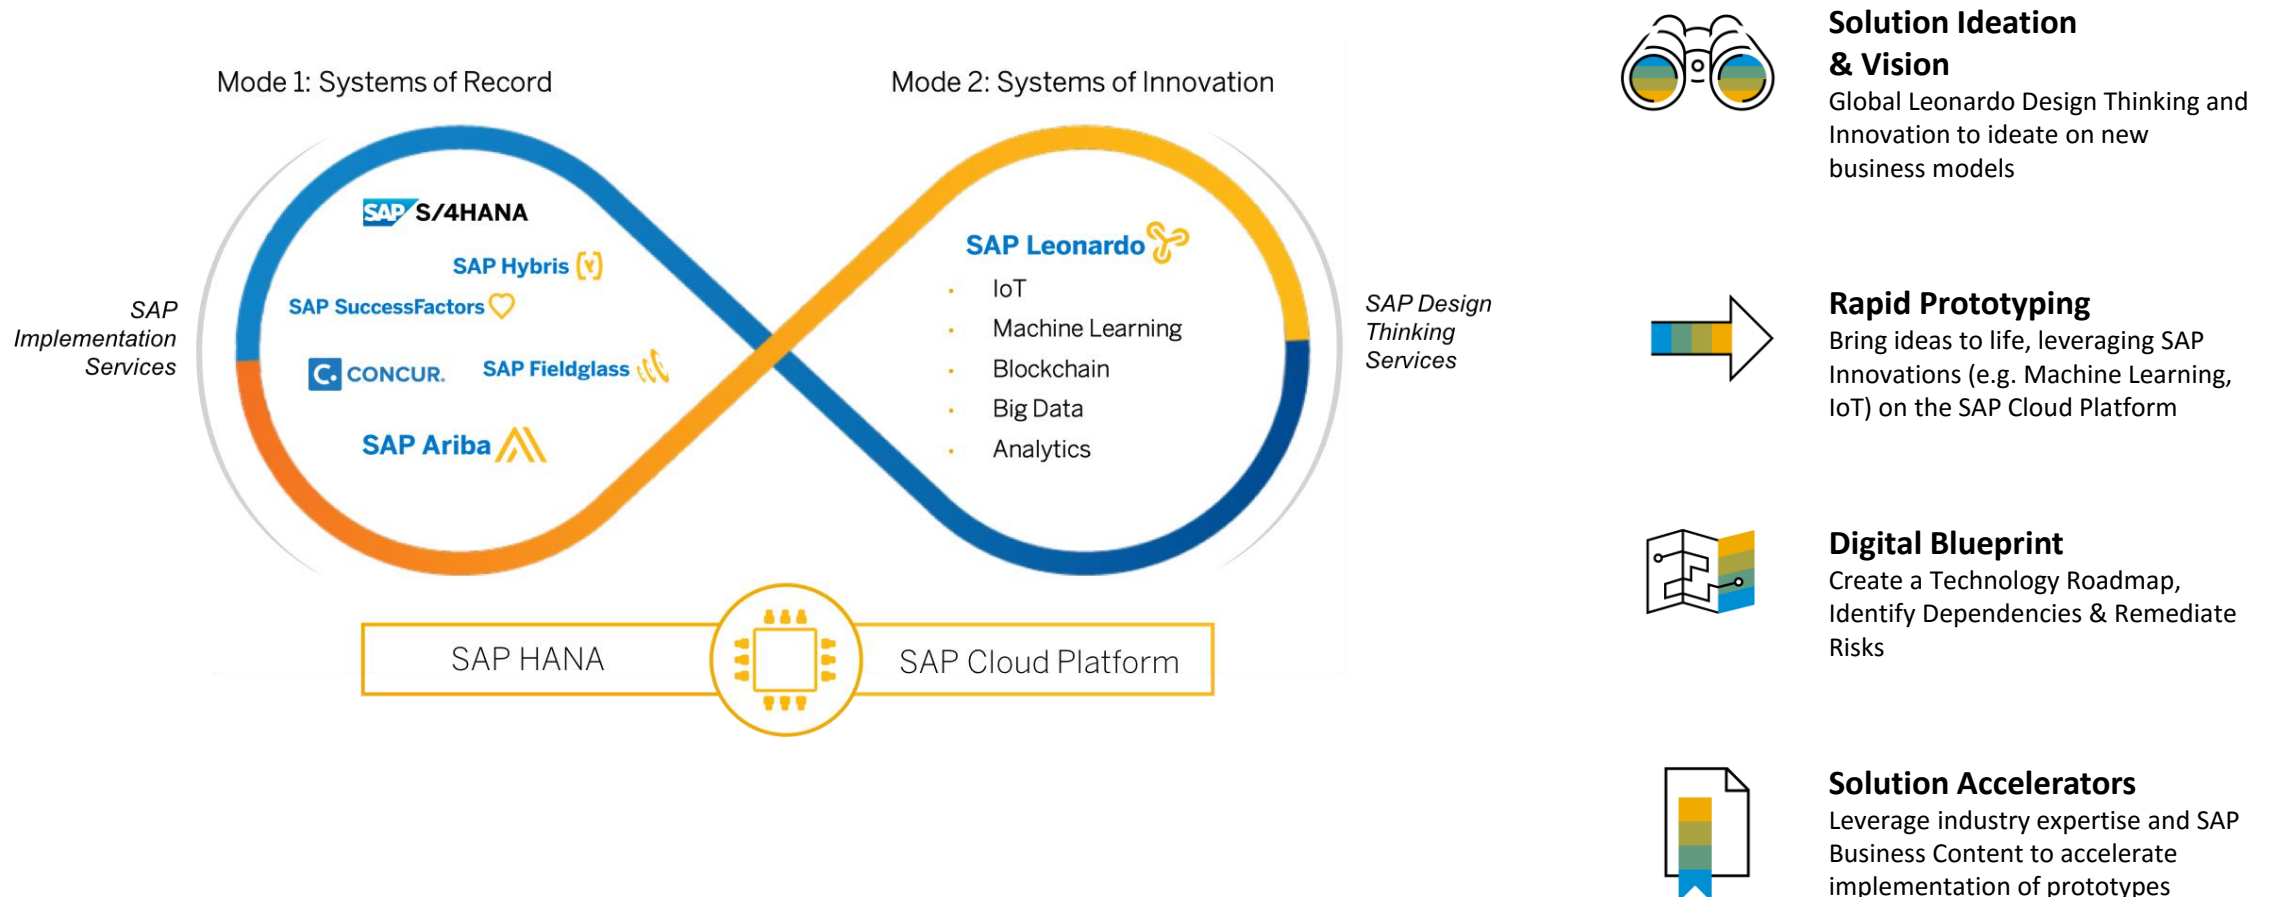 Mode 1: Systems of Record
Mode 2: Systems of Innovation
SAP
Implementation
Services
SAP S/4HANA
SAP Hybris
SAP SuccessFactors
C. CONCUR.
SAP Fieldglass
SAP Ariba
SAP Leonardo
· IoT
· Machine Learning
· Blockchain
· Big Data
· Analytics
SAP Design
Thinking
Services
SAP HANA
SAP Cloud Platform
Solution Ideation
& Vision
Global Leonardo Design Thinking and
Innovation to ideate on new
business models
Rapid Prototyping
Bring ideas to life, leveraging SAP
Innovations (e.g. Machine Learning,
IoT) on the SAP Cloud Platform
Digital Blueprint
Create a Technology Roadmap,
Identify Dependencies & Remediate
Risks
Solution Accelerators
Leverage industry expertise and SAP
Business Content to accelerate
implementation of prototypes